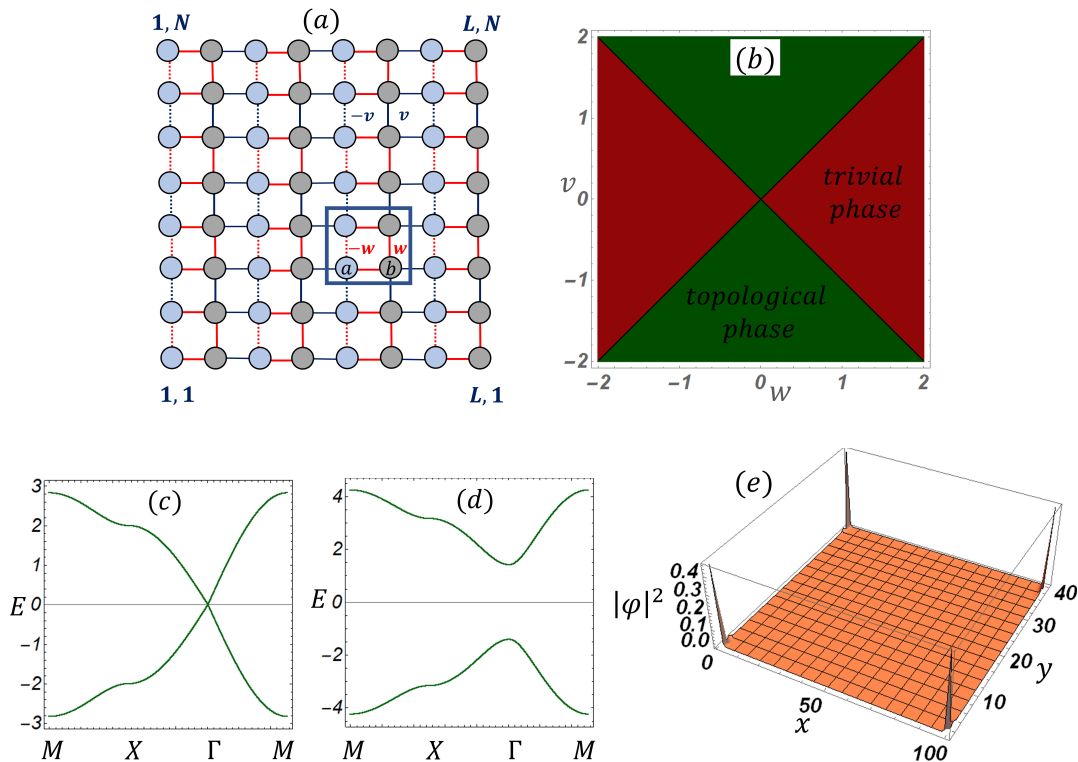 (a)
1, N
L, N
−v
v
−w
w
a
b
1, 1
L, 1
(b)
2
1
v
0
−1
−2
−2
−1
0
1
2
w
trivial
phase
topological
phase
(c)
3
2
1
E
0
−1
−2
−3
M
X
Γ
M
(d)
4
2
E
0
−2
−4
M
X
Γ
M
(e)
|φ|²
0.4
0.3
0.2
0.1
0.0
0
50
100
x
10
20
30
40
y